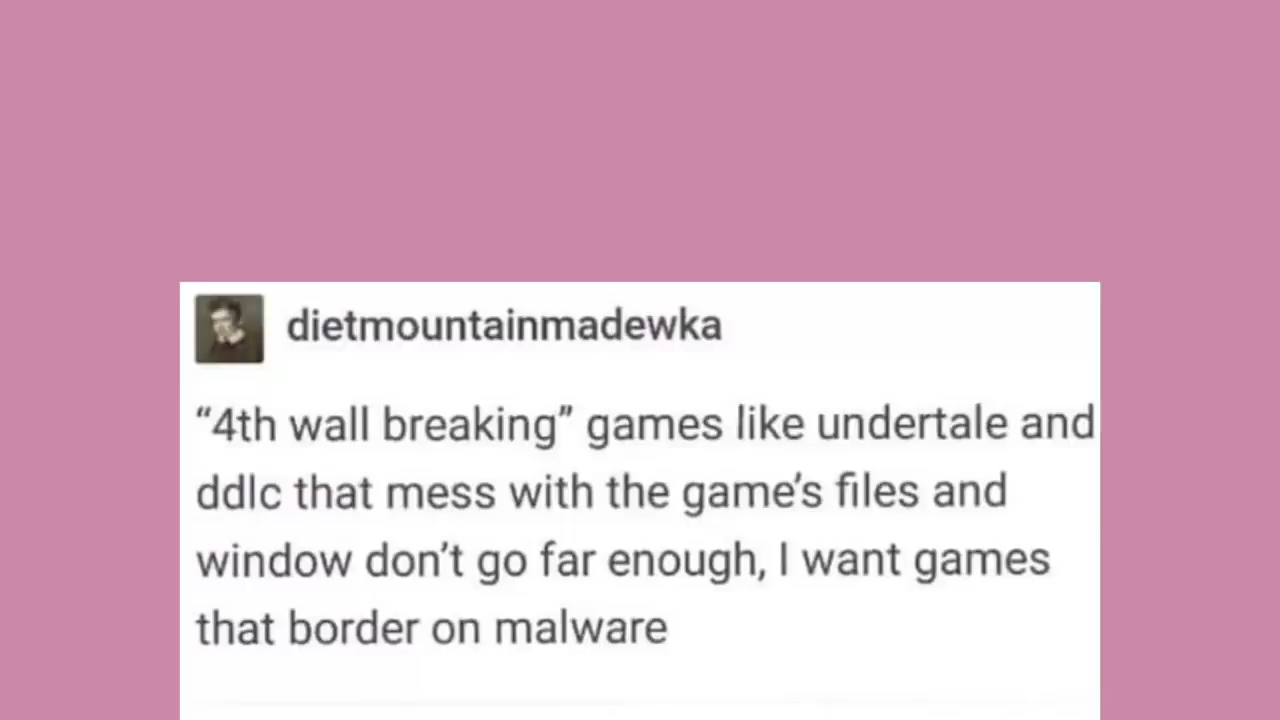 dietmountainmadewka
“4th wall breaking” games like undertale and
ddlc that mess with the game’s files and
window don’t go far enough, I want games
that border on malware